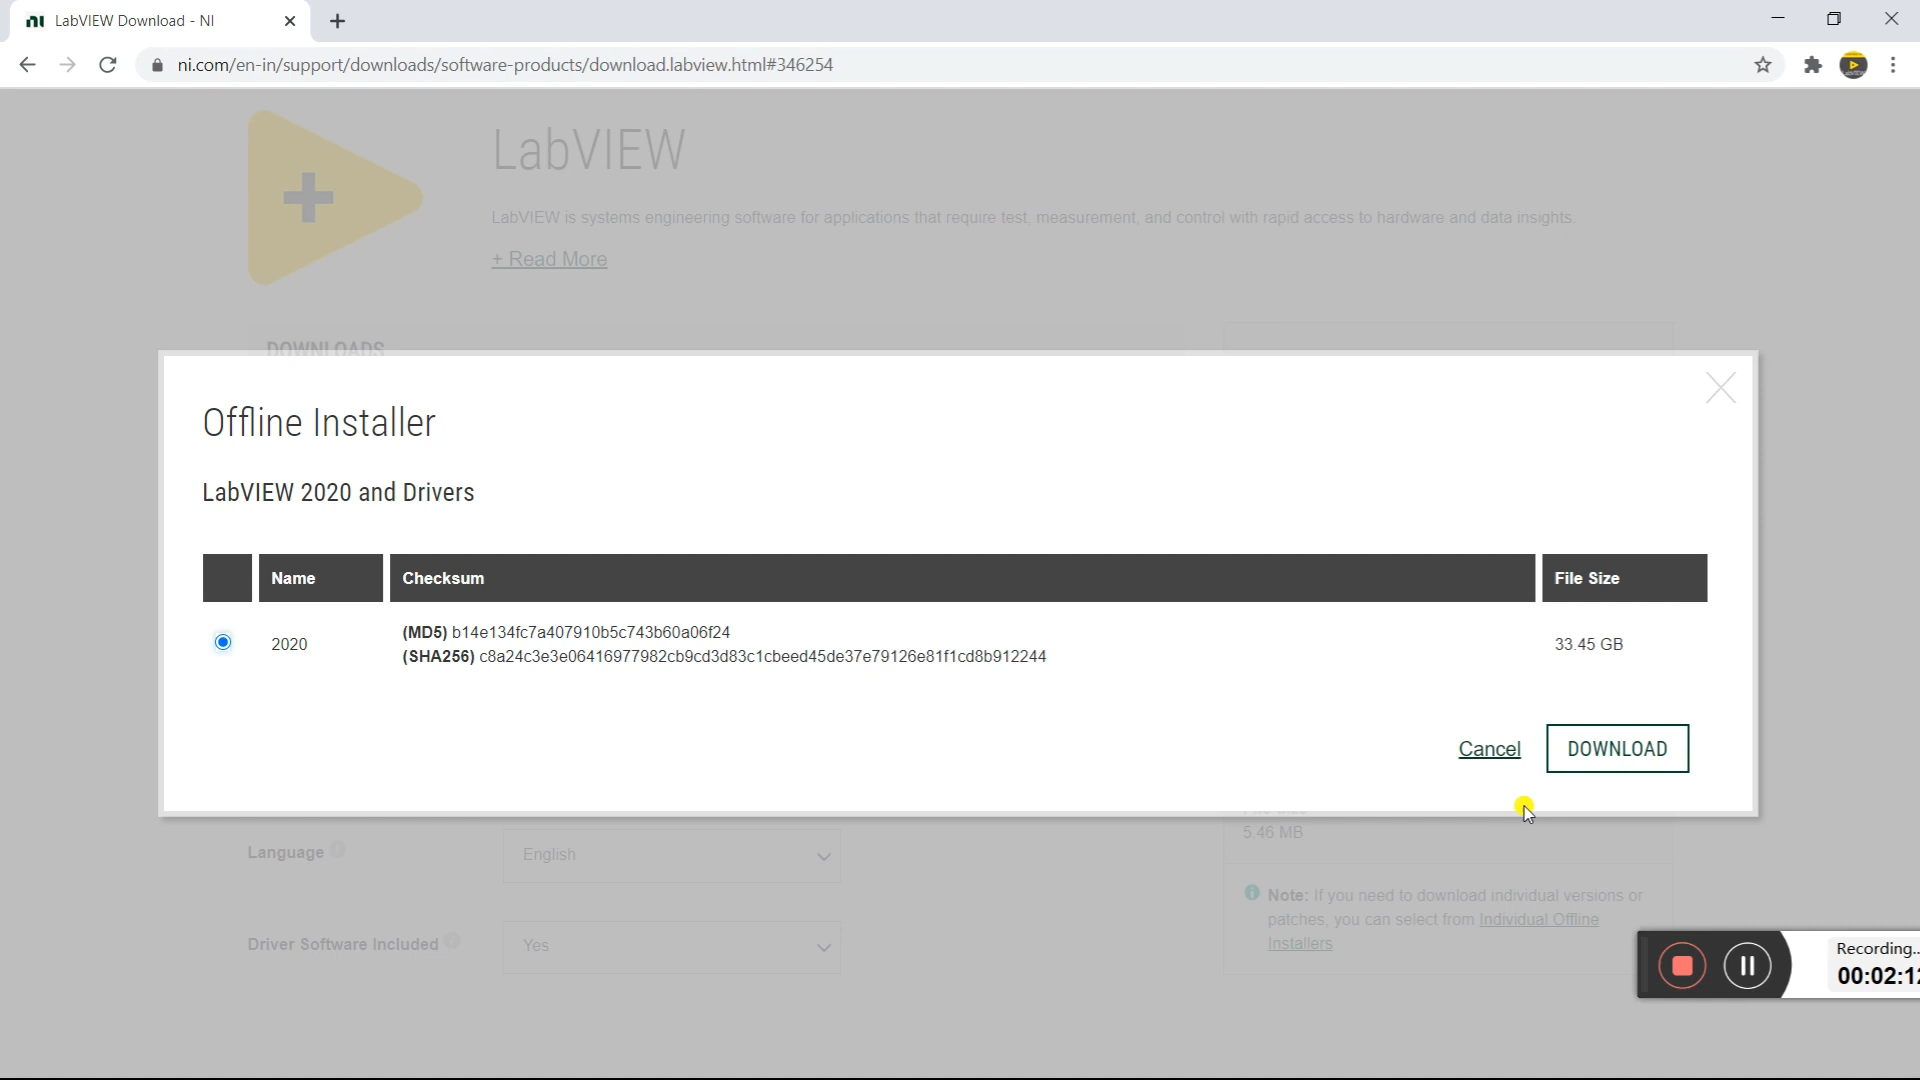 LabVIEW Download - NI
ni.com/en-in/support/downloads/software-products/download.labview.html#346254
LabVIEW
LabVIEW is systems engineering software for applications that require test, measurement, and control with rapid access to hardware and data insights.
+ Read More
DOWNLOADS
Offline Installer
LabVIEW 2020 and Drivers
Name Checksum File Size
2020
(MD5) b14e134fc7a407910b5c743b60a06f24
(SHA256) c8a24c3e3e06416977982cb9cd3d83c1cbeed45de37e79126e81f1cd8b912244
33.45 GB
Cancel DOWNLOAD
5.46 MB
Language English
Note: If you need to download individual versions or
patches, you can select from Individual Offline
Installers
Driver Software Included Yes
Recording..
00:02:12